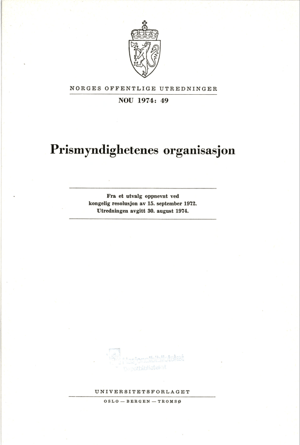 NORGES OFFENTLIGE UTREDNINGER
NOU 1974: 49
Prismyndighetenes organisasjon
Fra et utvalg oppnevnt ved
kongelig resolusjon av 15. september 1972.
Utredningen avgitt 30. august 1974.
UNIVERSITETSFORLAGET
OSLO — BERGEN — TROMSØ